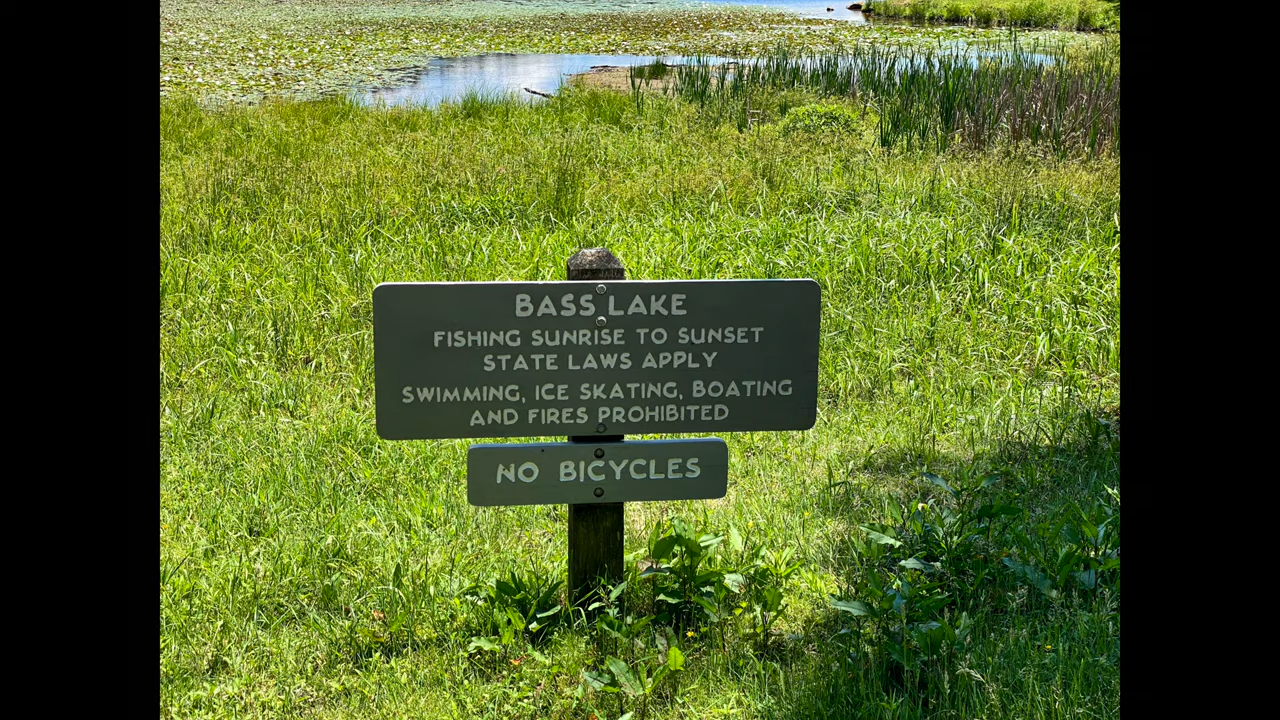 BASS LAKE
FISHING SUNRISE TO SUNSET
STATE LAWS APPLY
SWIMMING, ICE SKATING, BOATING
AND FIRES PROHIBITED
NO BICYCLES